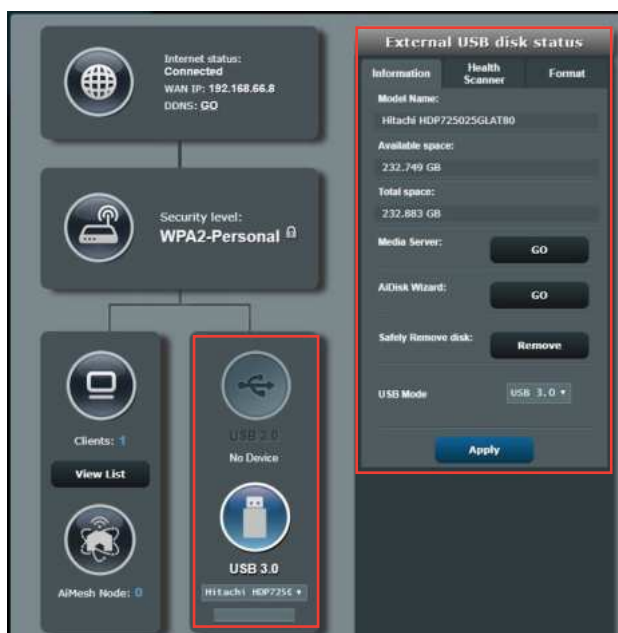 Internet status:
Connected
WAN IP: 192.168.66.8
DDNS: GO
Security level:
WPA2-Personal
Clients: 1
View List
AiMesh Node: 0
USB 2.0
No Device
USB 3.0
Hitachi HDP725
External USB disk status
Information
Health
Scanner
Format
Model Name:
Hitachi HDP725025GLAT80
Available space:
232.749 GB
Total space:
232.883 GB
Media Server:
GO
AiDisk Wizard:
GO
Safely Remove disk:
Remove
USB Mode
USB 3.0
Apply